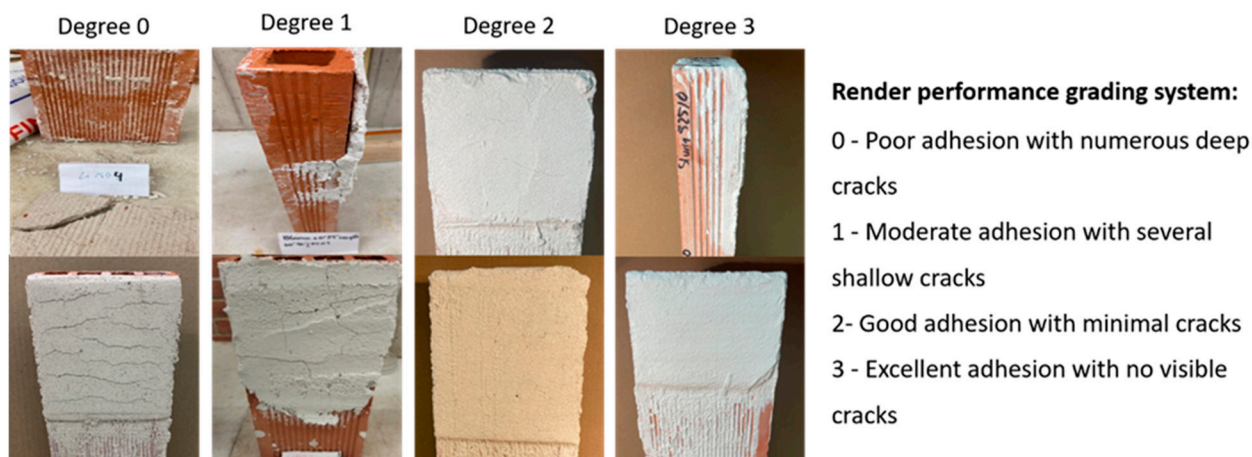 Degree 0
Degree 1
Degree 2
Degree 3
Render performance grading system:
0 - Poor adhesion with numerous deep
cracks
1 - Moderate adhesion with several
shallow cracks
2- Good adhesion with minimal cracks
3 - Excellent adhesion with no visible
cracks